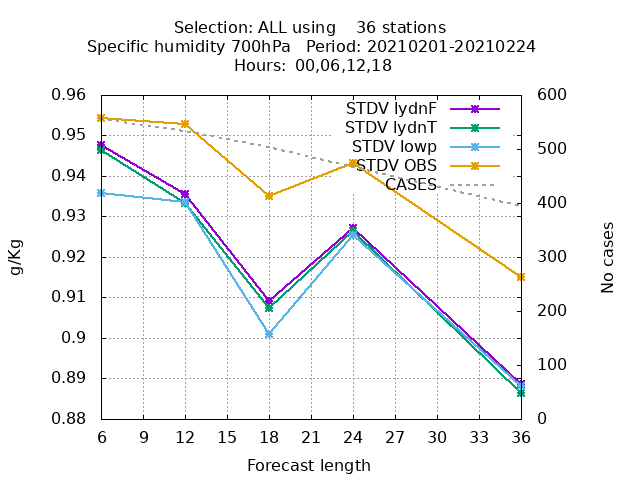 Selection: ALL using    36 stations
Specific humidity 700hPa   Period: 20210201-20210224
Hours:  00,06,12,18
0.96
0.95
0.94
0.93
0.92
0.91
0.9
0.89
0.88
g/Kg
STDV lydnF
STDV lydnT
STDV lowp
STDV OBS
CASES
600
500
400
300
200
100
0
No cases
6 9 12 15 18 21 24 27 30 33 36
Forecast length